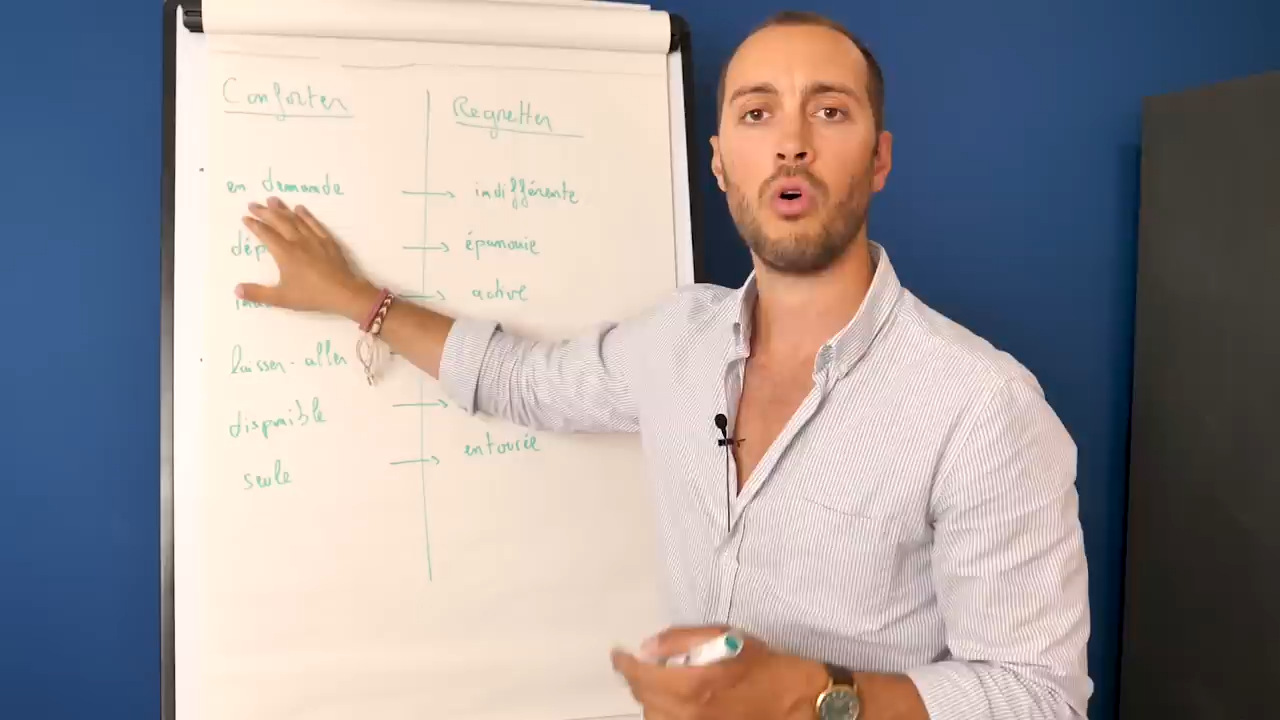 Conforter
Regretter
en demande → indifférente
dép → épanouie
→ active
laisser-aller
disponible →
seule → entourée